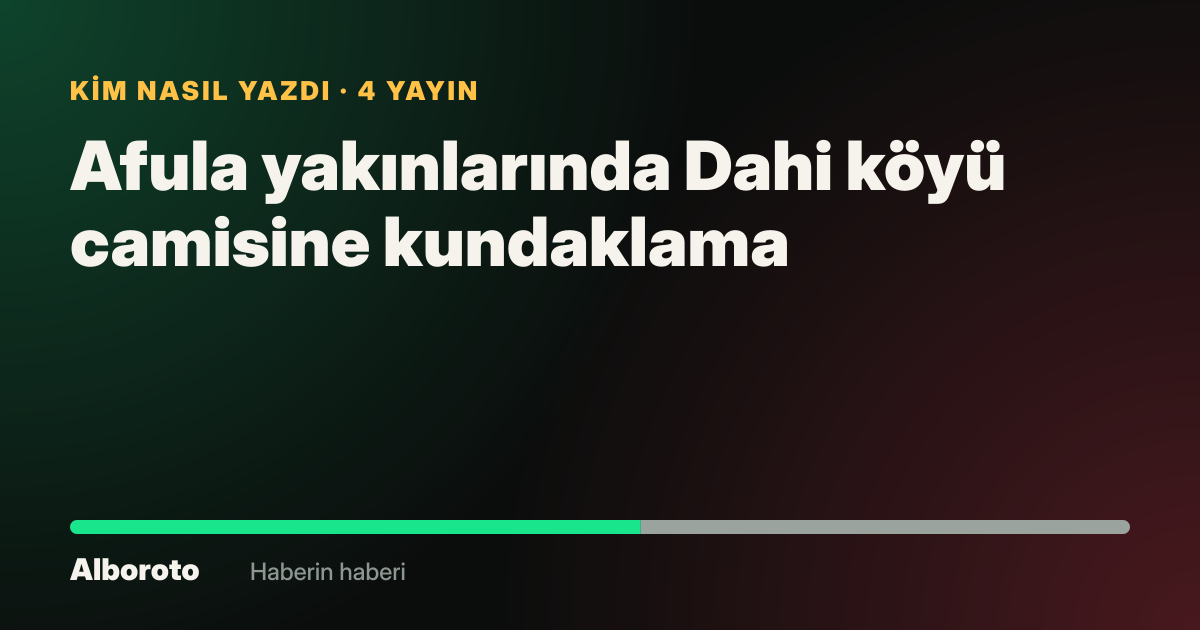 KİM NASIL YAZDI · 4 YAYIN
Afula yakınlarında Dahi köyü
camisine kundaklama
Alboroto
Haberin haberi